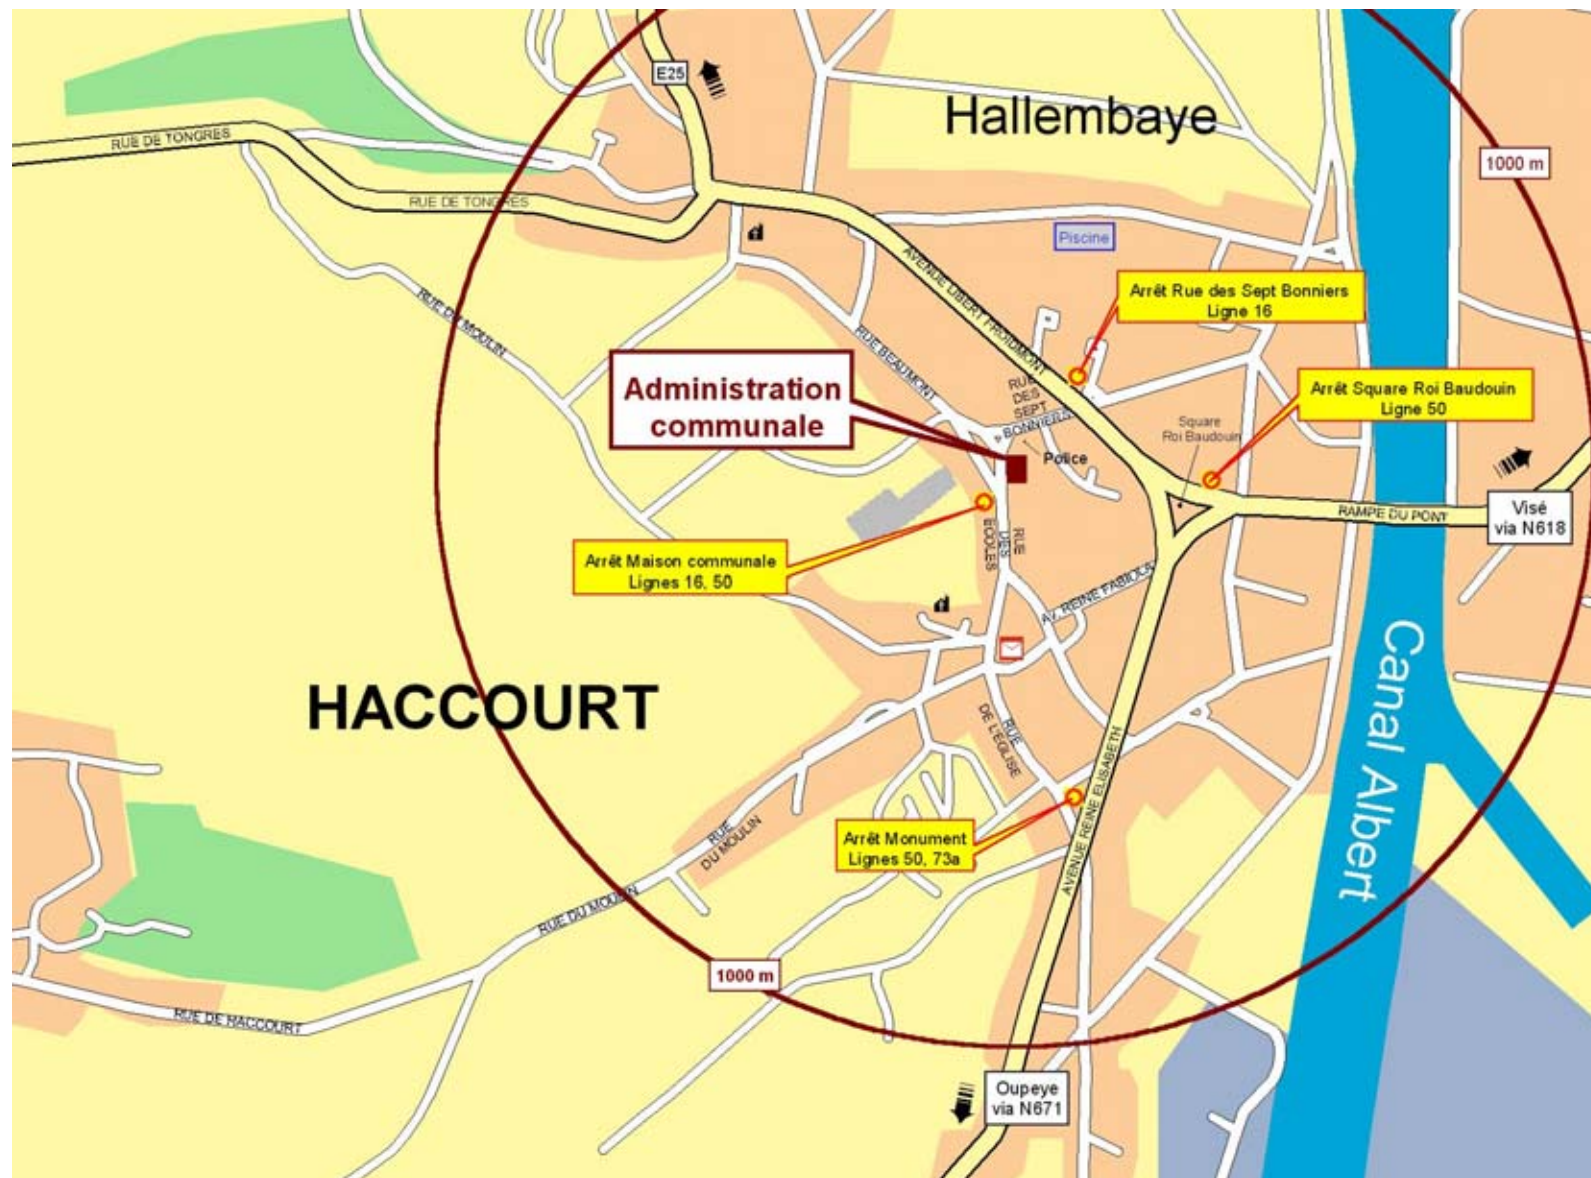 E25
Hallembaye
RUE DE TONGRES
1000 m
RUE DE TONGRES
Piscine
AVENUE LIBERT FROIDMONT
Arrêt Rue des Sept Bonniers
Ligne 16
RUE DU MOULIN
RUE BEAUMONT
Administration
communale
RUE
DES
SEPT
BONNIERS
Arrêt Square Roi Baudouin
Ligne 50
Square
Roi Baudouin
Police
Visé
via N618
RAMPE DU PONT
RUE
DES
ECOLES
Arrêt Maison communale
Lignes 16, 50
AV. REINE FABIOLA
Canal Albert
HACCOURT
RUE
DE L'EGLISE
AVENUE REINE ELISABETH
RUE
DU MOULIN
Arrêt Monument
Lignes 50, 73a
RUE DU MOULIN
1000 m
RUE DE HACCOURT
Oupeye
via N671